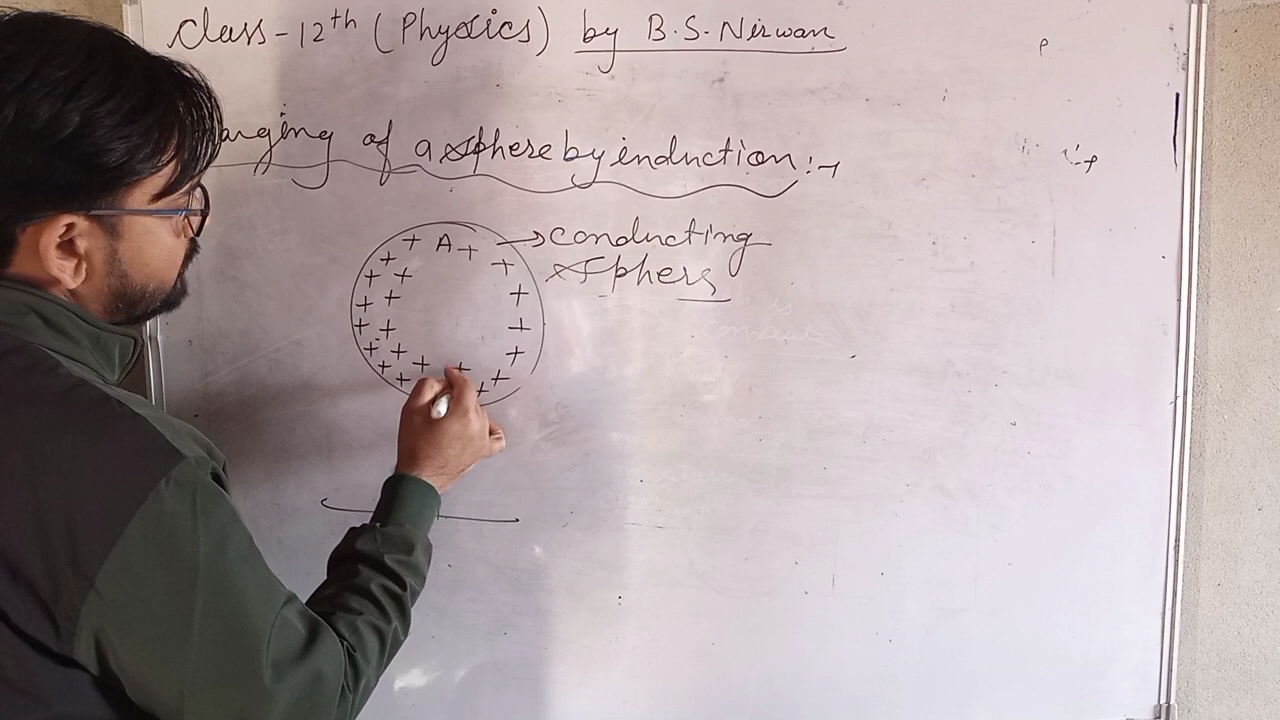 Class-12th (Physics) by B.S. Nirwan
arging of a sphere by induction :→
A → conducting
sphere